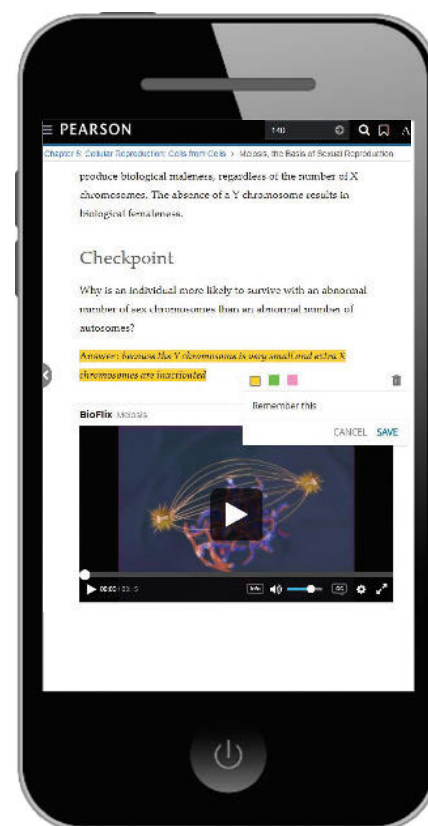 PEARSON 140 A
Chapter 8: Cellular Reproduction: Cells from Cells > Meiosis, the Basis of Sexual Reproduction
produce biological maleness, regardless of the number of X
chromosomes. The absence of a Y chromosome results in
biological femaleness.
Checkpoint
Why is an individual more likely to survive with an abnormal
number of sex chromosomes than an abnormal number of
autosomes?
Answer: because the Y chromosome is very small and extra X
chromosomes are inactivated
Remember this
CANCEL SAVE
BioFlix Meiosis
00:00